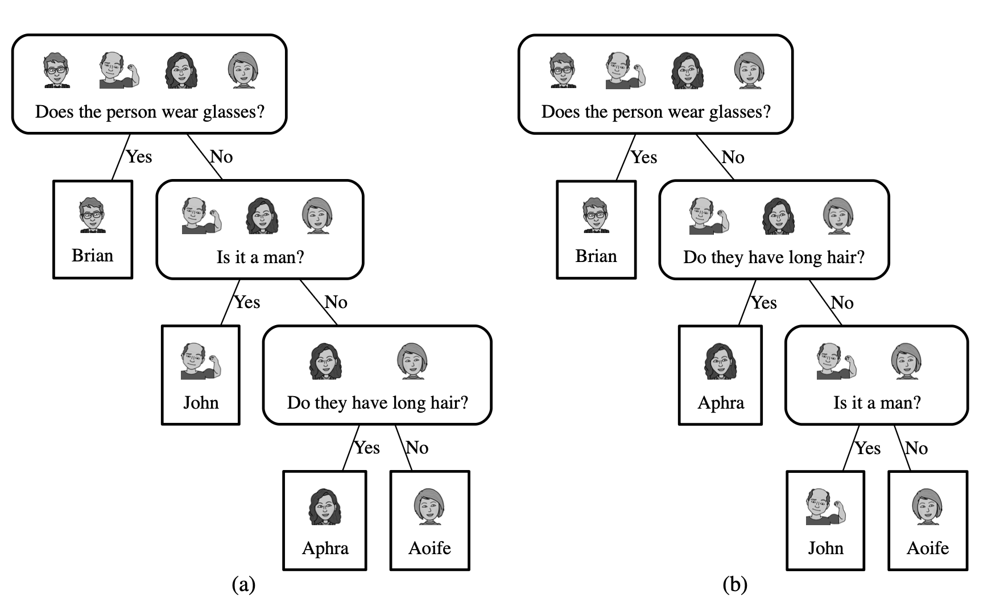 Does the person wear glasses?
Yes
No
Brian
Is it a man?
Yes
No
John
Do they have long hair?
Yes
No
Aphra
Aoife
(a)
Does the person wear glasses?
Yes
No
Brian
Do they have long hair?
Yes
No
Aphra
Is it a man?
Yes
No
John
Aoife
(b)